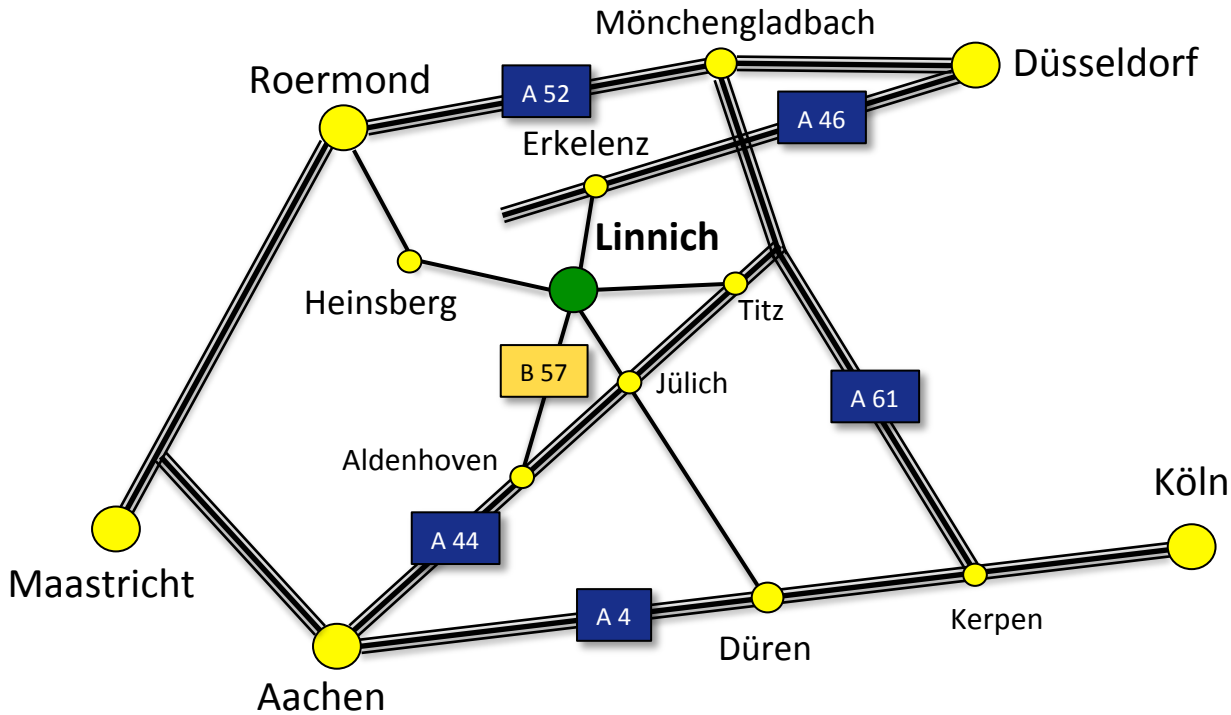 Mönchengladbach
Düsseldorf
Roermond
A 52
A 46
Erkelenz
Linnich
Heinsberg
Titz
B 57
Jülich
A 61
Aldenhoven
Köln
A 44
Maastricht
A 4
Kerpen
Düren
Aachen